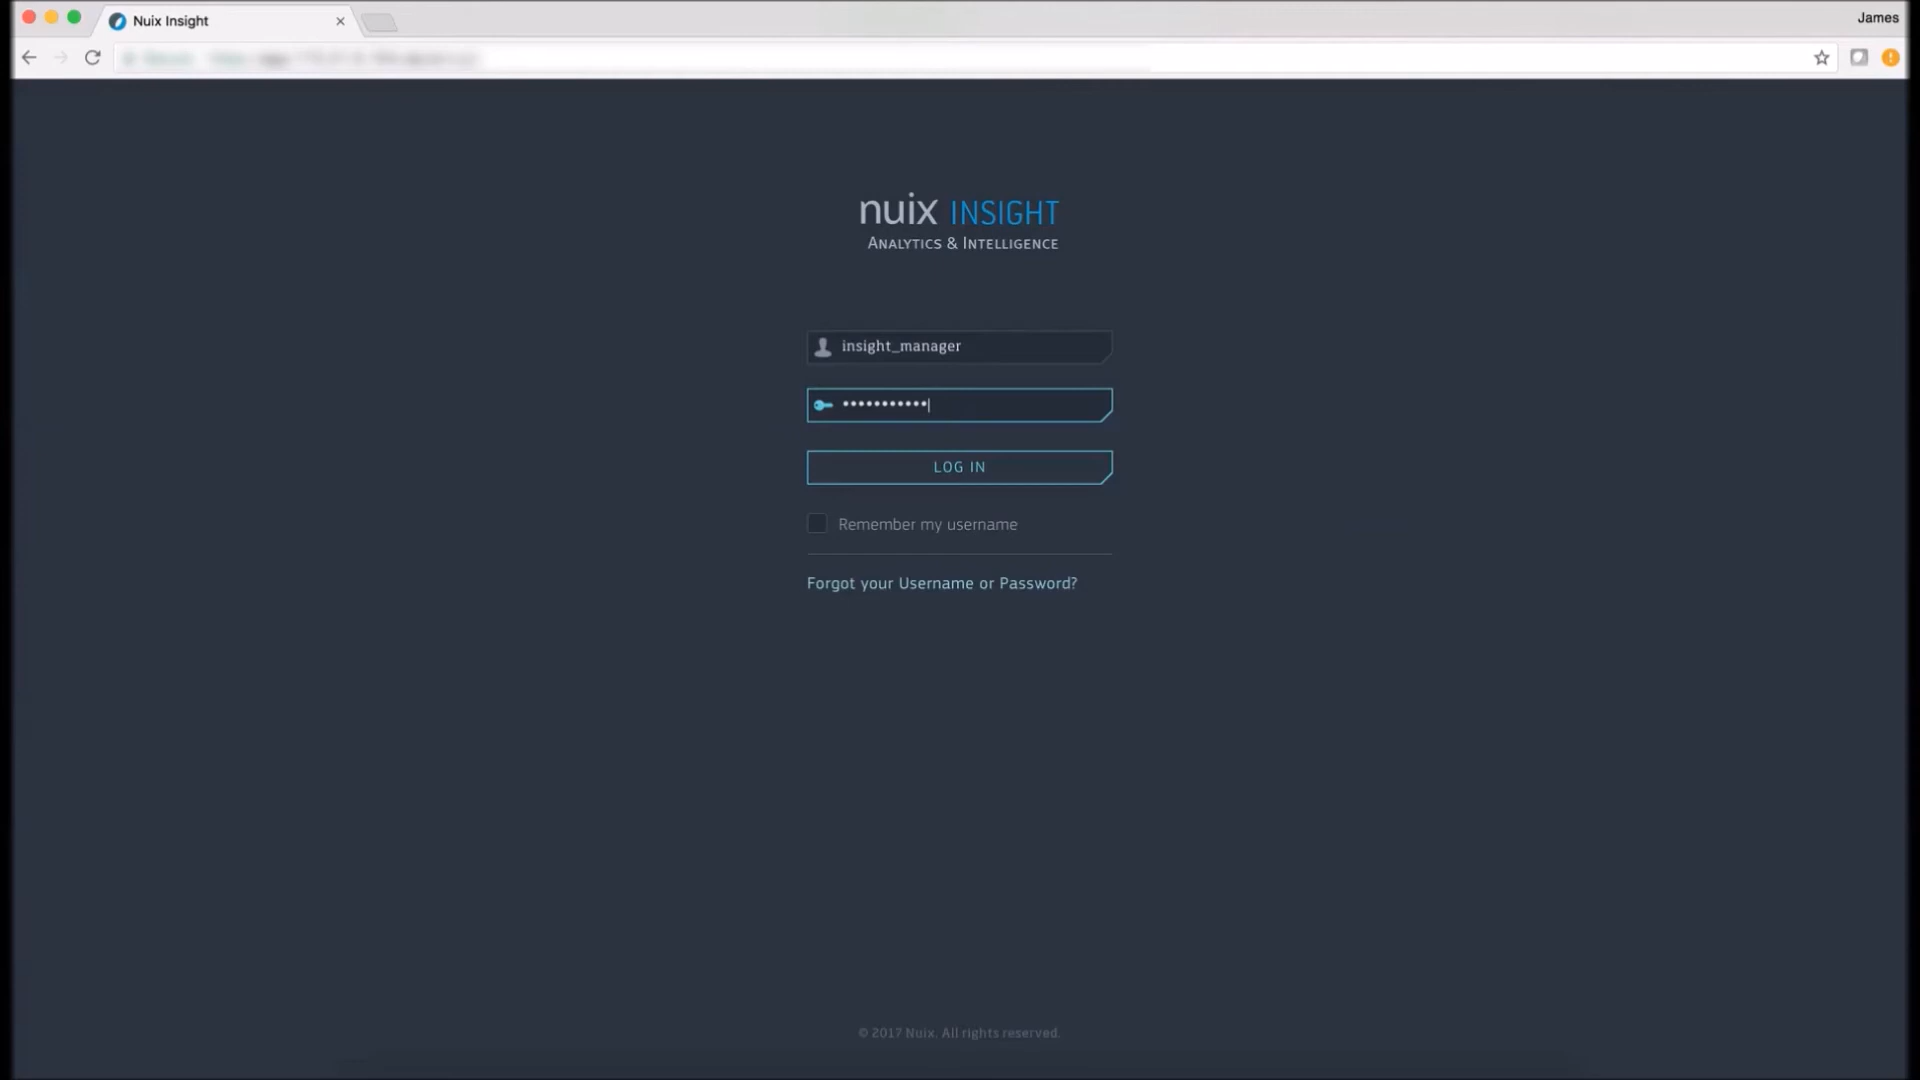 Nuix Insight
James
nuix INSIGHT
ANALYTICS & INTELLIGENCE
insight_manager
•••••••••••
LOG IN
Remember my username
Forgot your Username or Password?
© 2017 Nuix. All rights reserved.